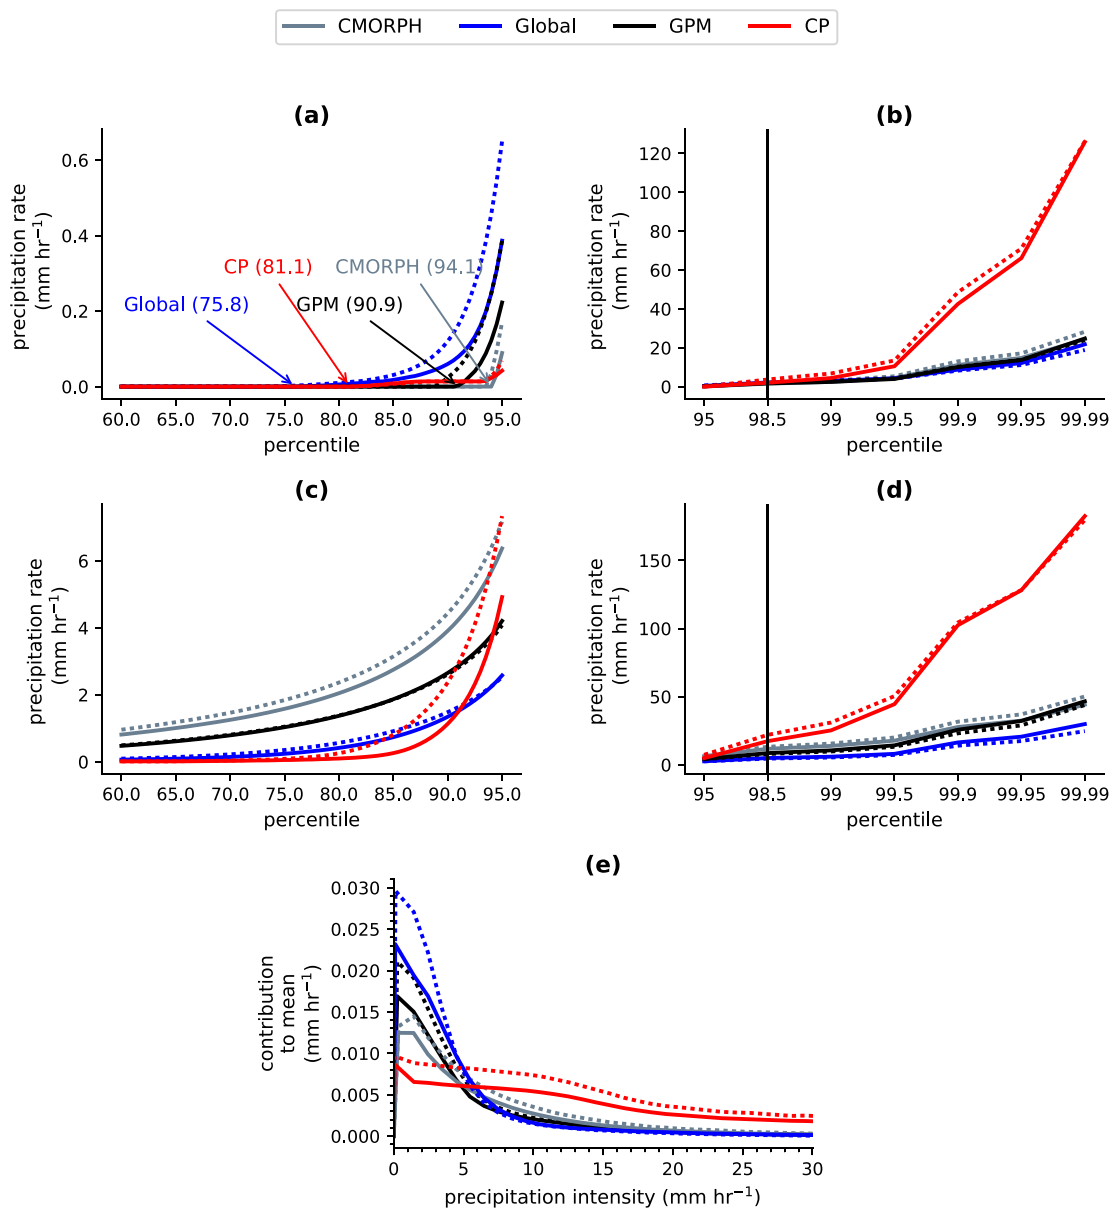 CMORPH Global GPM CP
(a)
precipitation rate
(mm hr⁻¹)
0.6
0.4
0.2
0.0
CP (81.1)
CMORPH (94.1)
Global (75.8)
GPM (90.9)
60.0 65.0 70.0 75.0 80.0 85.0 90.0 95.0
percentile
(b)
precipitation rate
(mm hr⁻¹)
120
100
80
60
40
20
0
95 98.5 99 99.5 99.9 99.95 99.99
percentile
(c)
precipitation rate
(mm hr⁻¹)
6
4
2
0
60.0 65.0 70.0 75.0 80.0 85.0 90.0 95.0
percentile
(d)
precipitation rate
(mm hr⁻¹)
150
100
50
0
95 98.5 99 99.5 99.9 99.95 99.99
percentile
(e)
contribution
to mean
(mm hr⁻¹)
0.030
0.025
0.020
0.015
0.010
0.005
0.000
0 5 10 15 20 25 30
precipitation intensity (mm hr⁻¹)